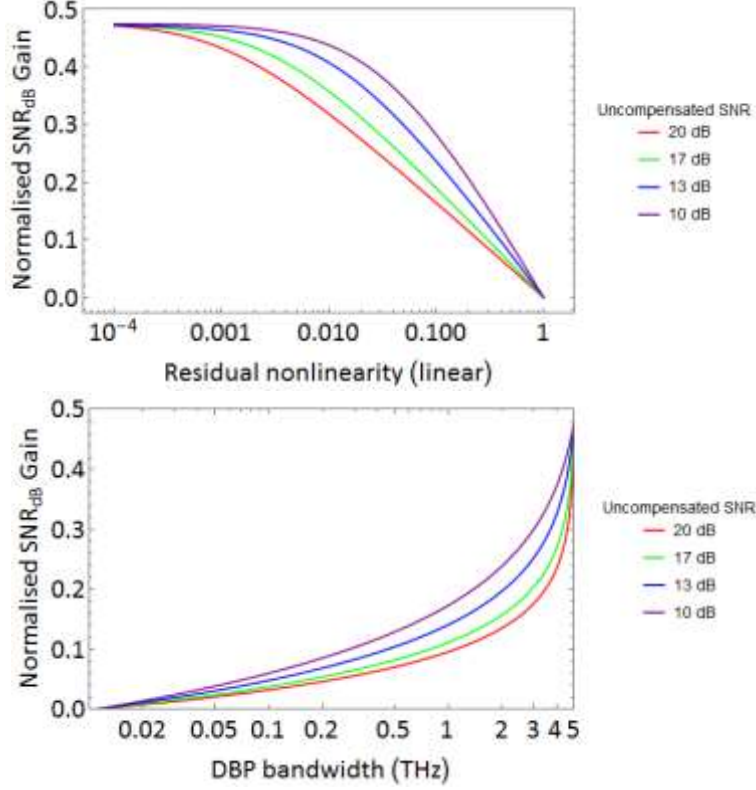 Normalised SNR_dB Gain
0.5
0.4
0.3
0.2
0.1
0.0
10⁻⁴ 0.001 0.010 0.100 1
Residual nonlinearity (linear)
Uncompensated SNR
20 dB
17 dB
13 dB
10 dB
Normalised SNR_dB Gain
0.5
0.4
0.3
0.2
0.1
0.0
0.02 0.05 0.1 0.2 0.5 1 2 3 4 5
DBP bandwidth (THz)
Uncompensated SNR
20 dB
17 dB
13 dB
10 dB